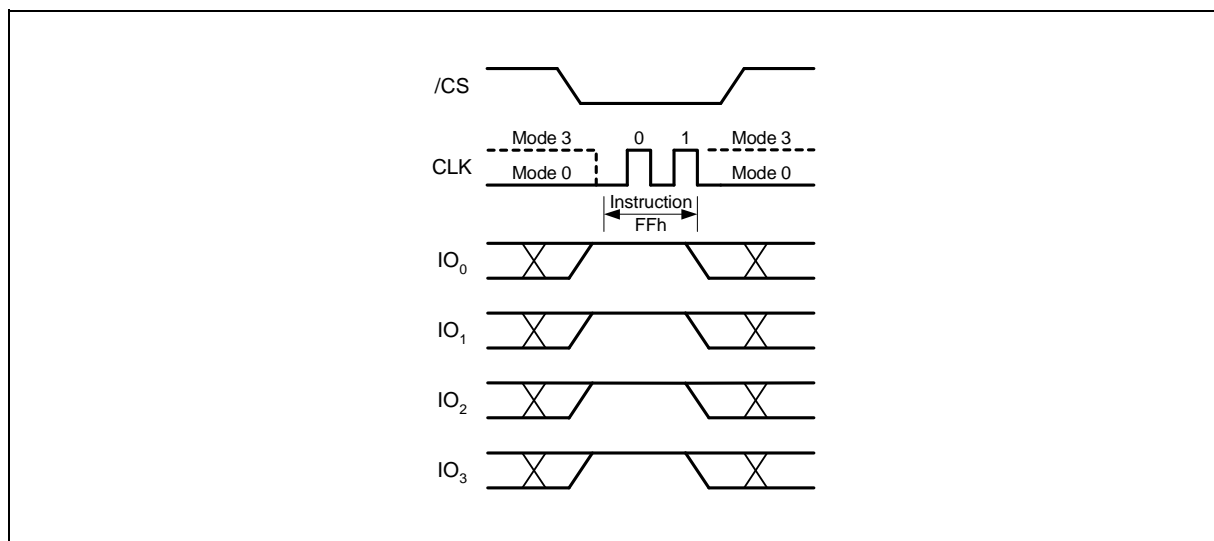 /CS
Mode 3 0 1 Mode 3
CLK
Mode 0 Mode 0
Instruction
FFh
IO0
IO1
IO2
IO3